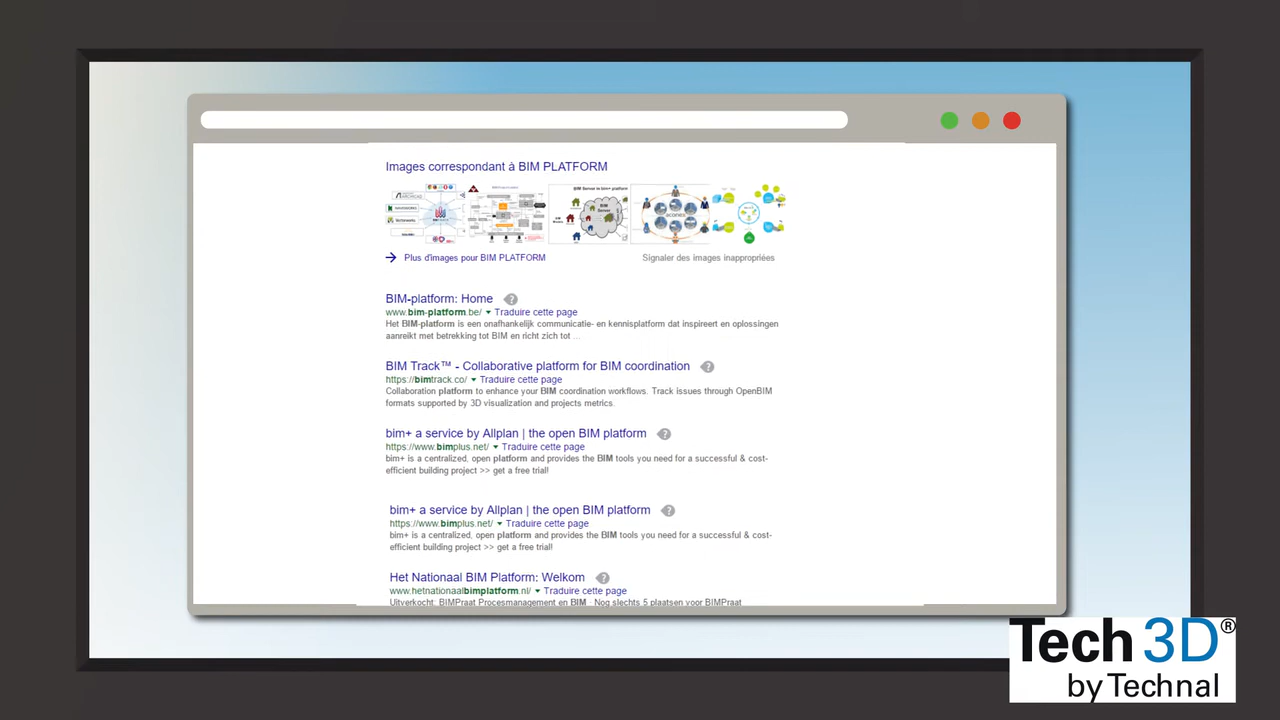 Images correspondant à BIM PLATFORM
BIM Server in bim+ platform
BIM Server
ACONEX
Plus d'images pour BIM PLATFORM
Signaler des images inappropriées
BIM-platform: Home
www.bim-platform.be/ Traduire cette page
Het BIM-platform is een onafhankelijk communicatie- en kennisplatform dat inspireert en oplossingen
aanreikt met betrekking tot BIM en richt zich tot ...
BIM Track™ - Collaborative platform for BIM coordination
https://bimtrack.co/ Traduire cette page
Collaboration platform to enhance your BIM coordination workflows. Track issues through OpenBIM
formats supported by 3D visualization and projects metrics.
bim+ a service by Allplan | the open BIM platform
https://www.bimplus.net/ Traduire cette page
bim+ is a centralized, open platform and provides the BIM tools you need for a successful & cost-
efficient building project >> get a free trial!
bim+ a service by Allplan | the open BIM platform
https://www.bimplus.net/ Traduire cette page
bim+ is a centralized, open platform and provides the BIM tools you need for a successful & cost-
efficient building project >> get a free trial!
Het Nationaal BIM Platform: Welkom
www.hetnationaalbimplatform.nl/ Traduire cette page
Uitverkocht: BIMPraat Procesmanagement en BIM · Nog slechts 5 plaatsen voor BIMPraat
Tech 3D®
by Technal